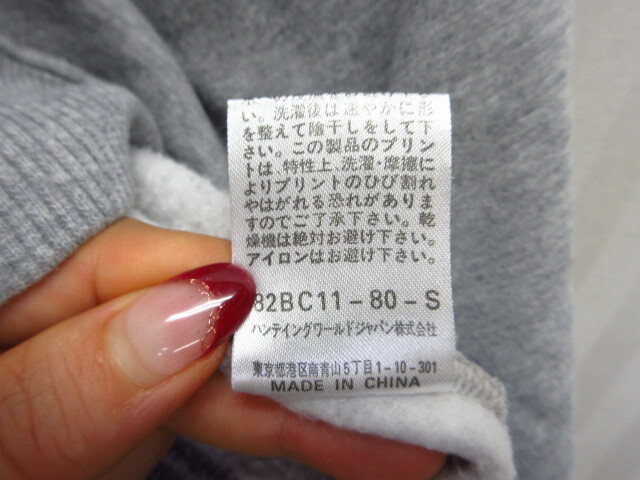 い。洗濯後は速やかに形
を整えて陰干しをして下
さい。この製品のプリン
トは、特性上、洗濯・摩擦に
よりプリントのひび割れ
やはがれる恐れがありま
すのでご了承下さい。乾
燥機は絶対お避け下さい。
アイロンはお避け下さい。
82BC11-80-S
ハンティングワールドジャパン株式会社
東京都港区南青山5丁目1-10-301
MADE IN CHINA